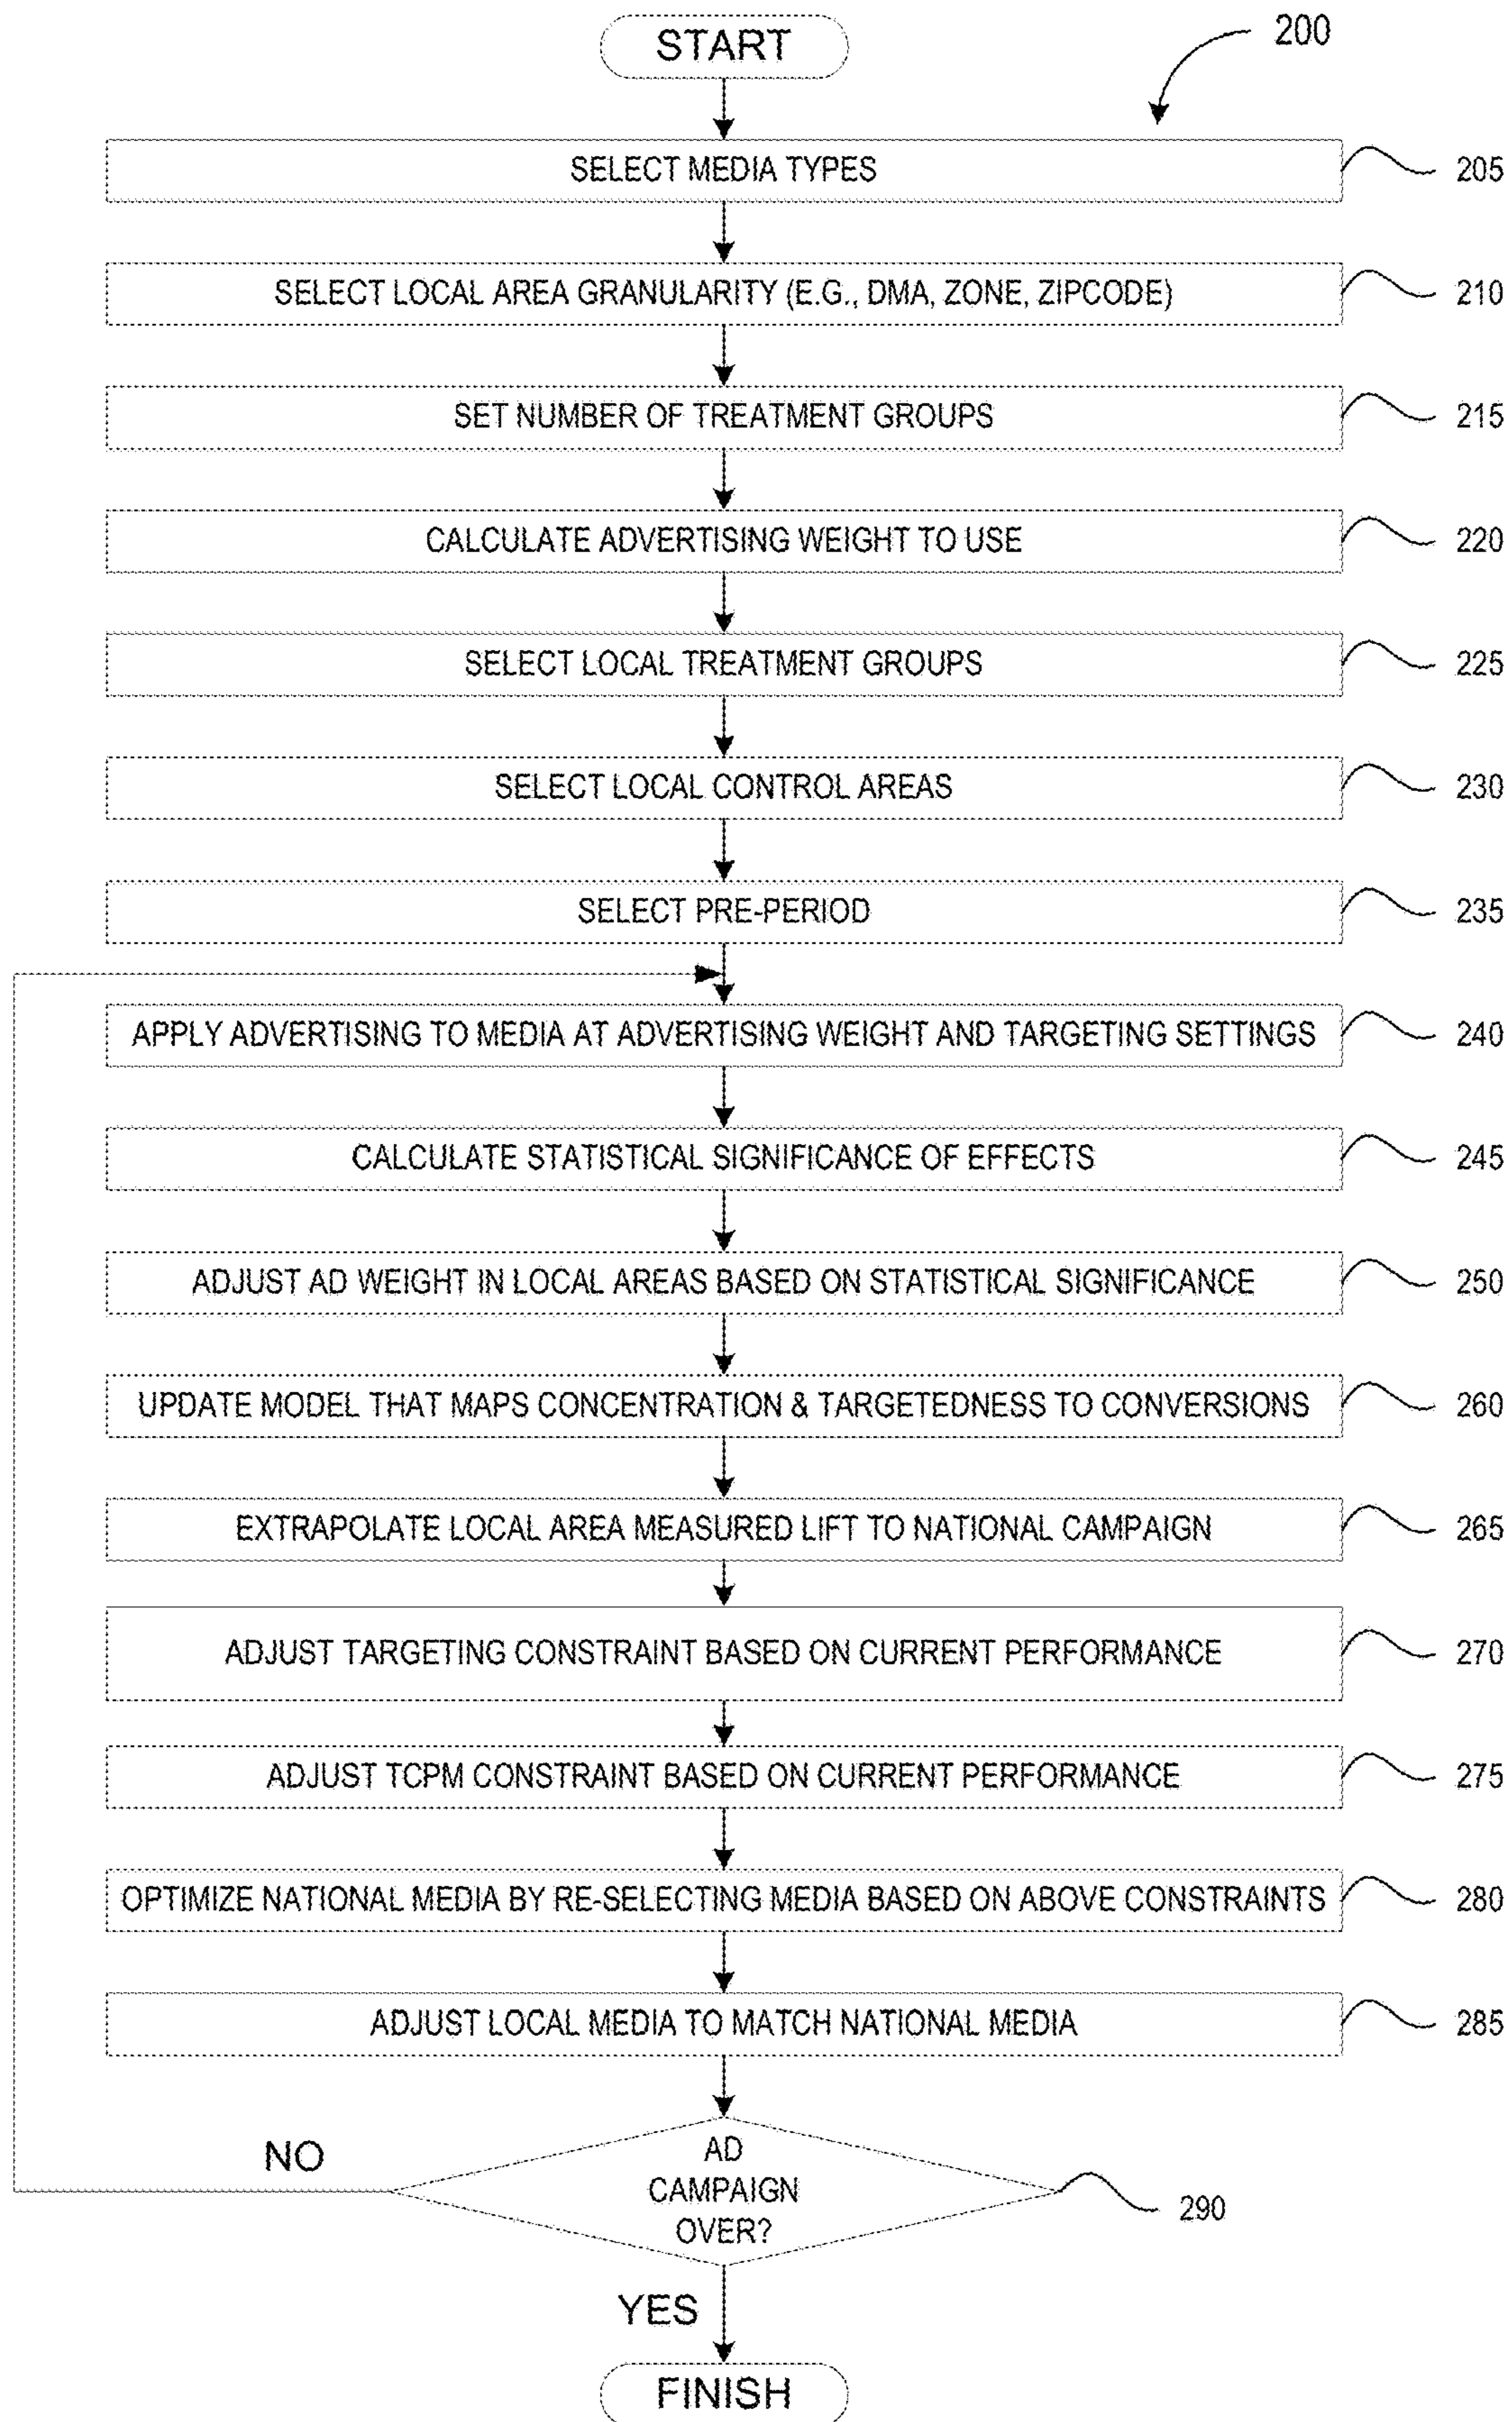 START
200
SELECT MEDIA TYPES
205
SELECT LOCAL AREA GRANULARITY (E.G., DMA, ZONE, ZIPCODE)
210
SET NUMBER OF TREATMENT GROUPS
215
CALCULATE ADVERTISING WEIGHT TO USE
220
SELECT LOCAL TREATMENT GROUPS
225
SELECT LOCAL CONTROL AREAS
230
SELECT PRE-PERIOD
235
APPLY ADVERTISING TO MEDIA AT ADVERTISING WEIGHT AND TARGETING SETTINGS
240
CALCULATE STATISTICAL SIGNIFICANCE OF EFFECTS
245
ADJUST AD WEIGHT IN LOCAL AREAS BASED ON STATISTICAL SIGNIFICANCE
250
UPDATE MODEL THAT MAPS CONCENTRATION & TARGETEDNESS TO CONVERSIONS
260
EXTRAPOLATE LOCAL AREA MEASURED LIFT TO NATIONAL CAMPAIGN
265
ADJUST TARGETING CONSTRAINT BASED ON CURRENT PERFORMANCE
270
ADJUST TCPM CONSTRAINT BASED ON CURRENT PERFORMANCE
275
OPTIMIZE NATIONAL MEDIA BY RE-SELECTING MEDIA BASED ON ABOVE CONSTRAINTS
280
ADJUST LOCAL MEDIA TO MATCH NATIONAL MEDIA
285
NO
AD
CAMPAIGN
OVER?
290
YES
FINISH